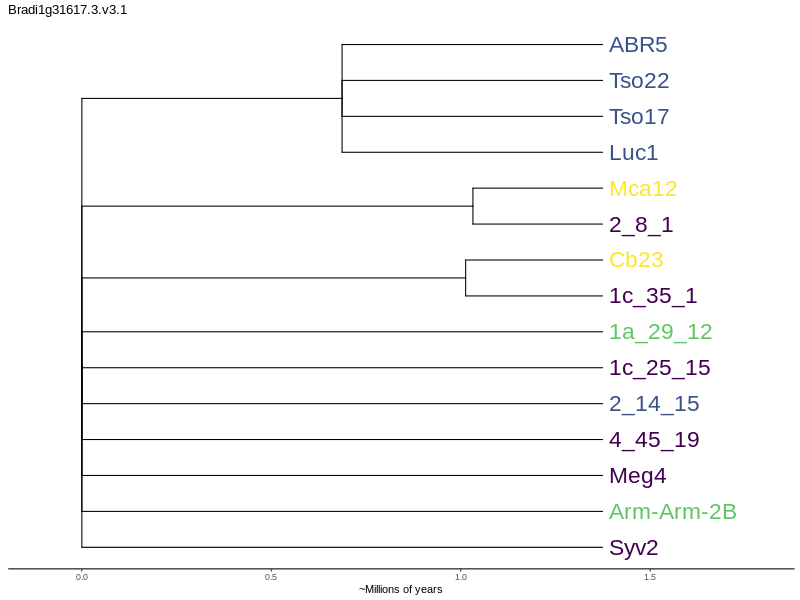 Bradi1g31617.3.v3.1
ABR5
Tso22
Tso17
Luc1
Mca12
2_8_1
Cb23
1c_35_1
1a_29_12
1c_25_15
2_14_15
4_45_19
Meg4
Arm-Arm-2B
Syv2
0.0 0.5 1.0 1.5
~Millions of years